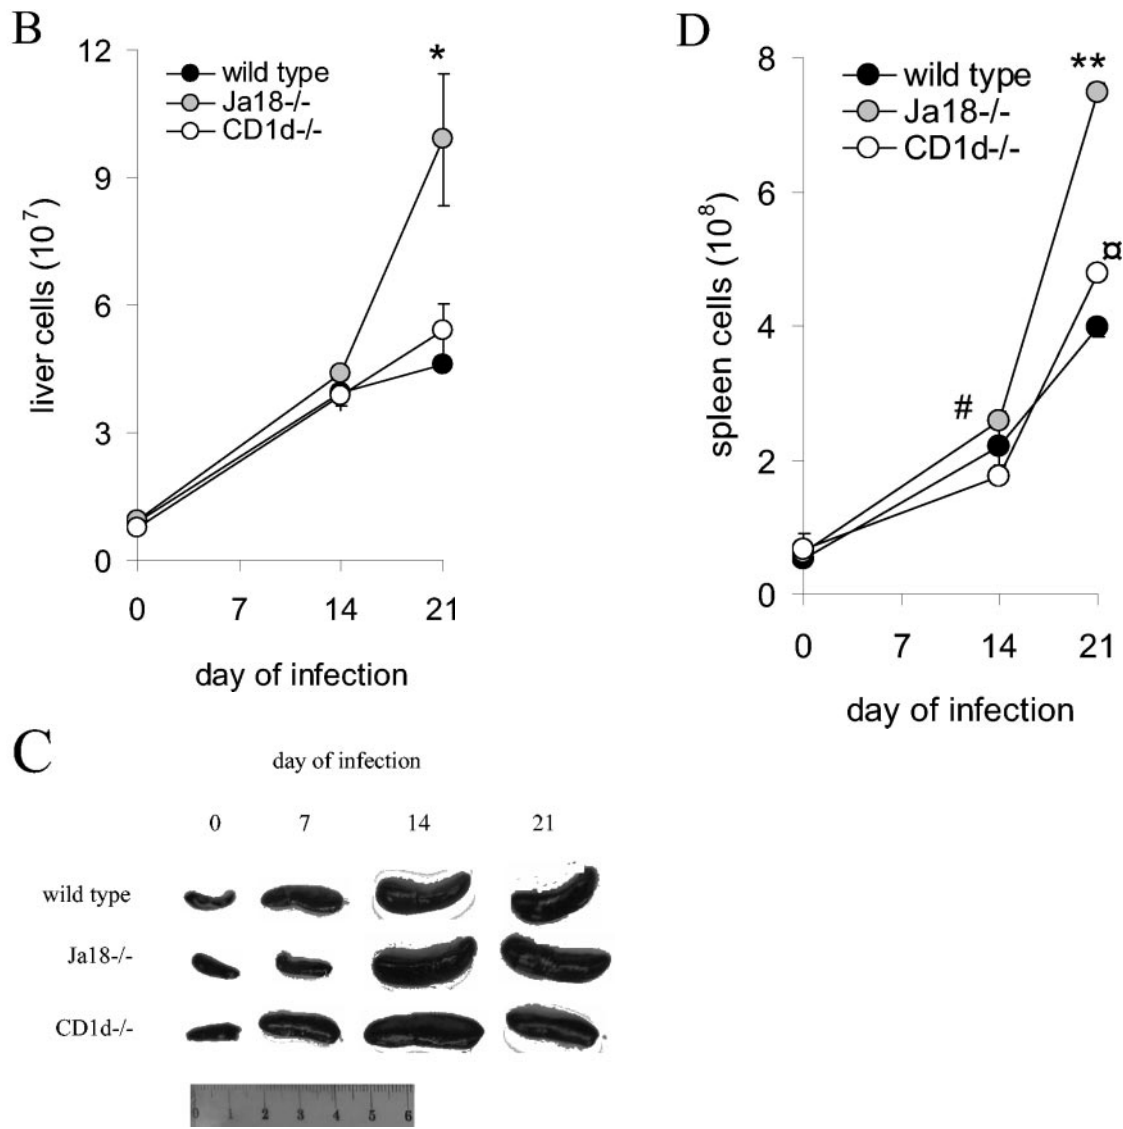 B
12
9
6
3
0
liver cells (10⁷)
wild type
Ja18-/-
CD1d-/-
*
0 7 14 21
day of infection
D
8
6
4
2
0
spleen cells (10⁸)
wild type
Ja18-/-
CD1d-/-
**
¤
#
0 7 14 21
day of infection
C
day of infection
0 7 14 21
wild type
Ja18-/-
CD1d-/-
0 1 2 3 4 5 6